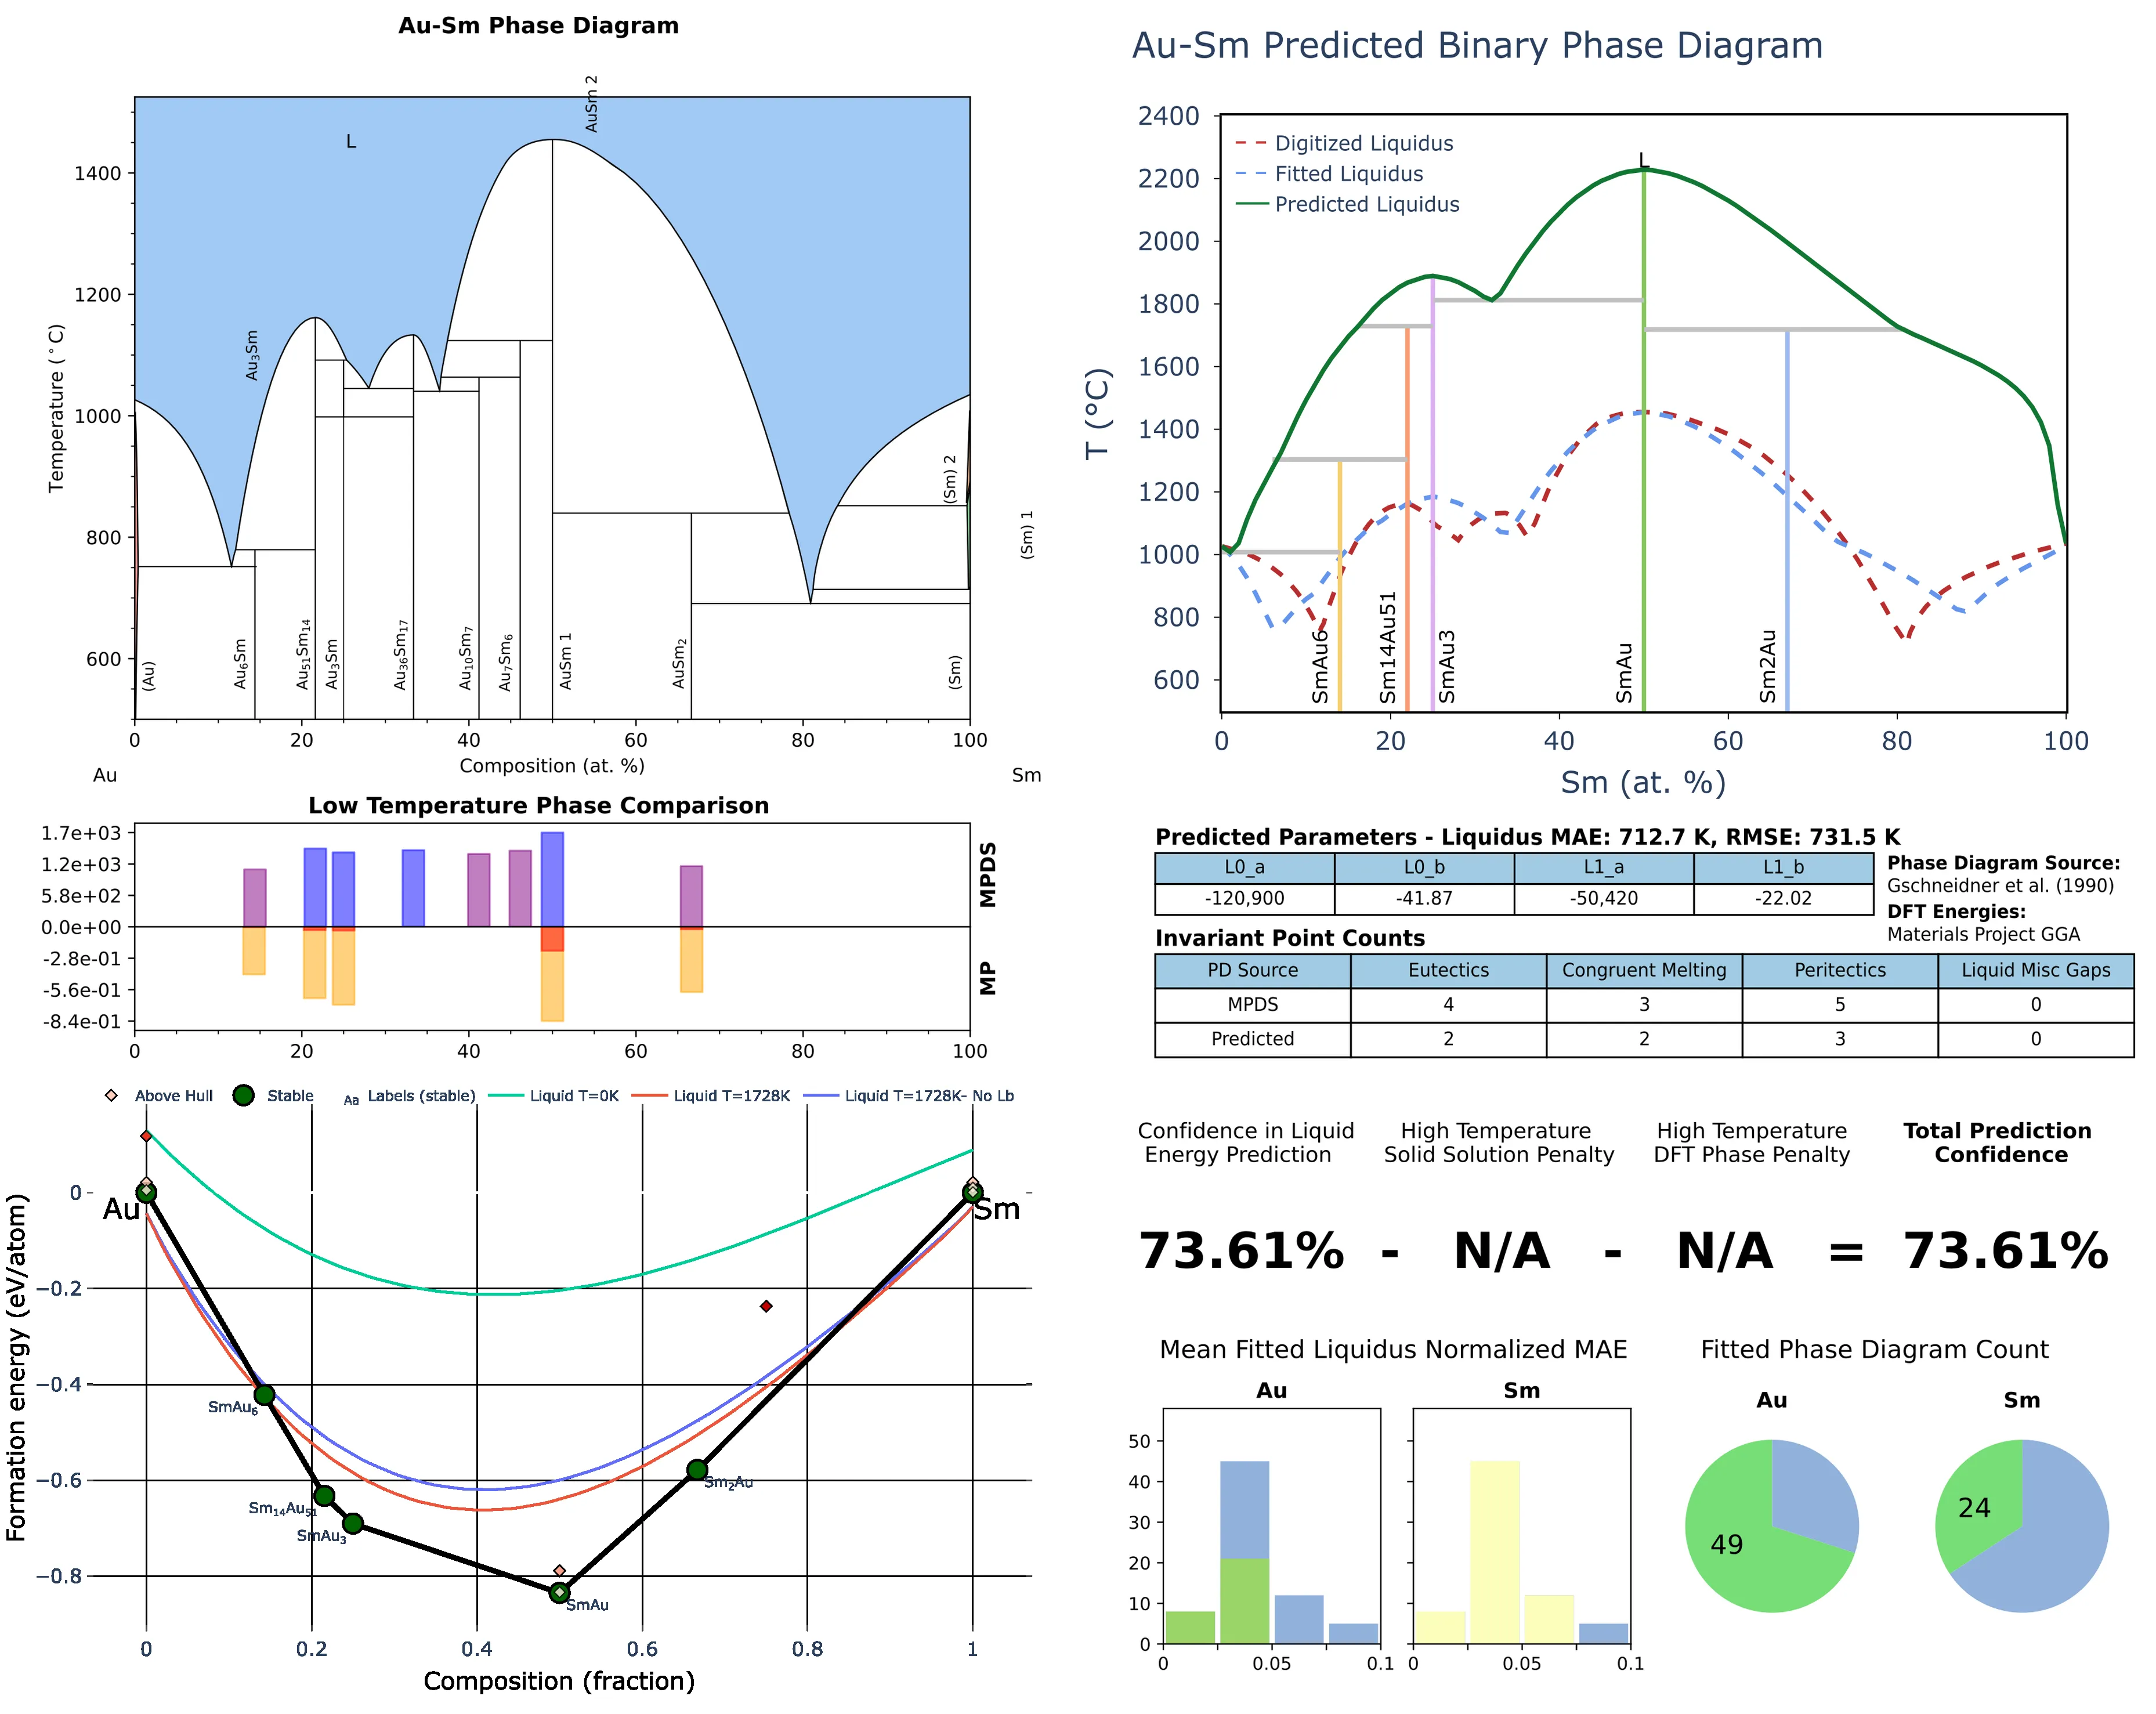 Au-Sm Phase Diagram
AuSm 2
L
Au₃Sm
1400
1200
1000
800
600
Temperature (°C)
(Au)
Au₆Sm
Au₅₁Sm₁₄
Au₃Sm
Au₃₆Sm₁₇
Au₁₀Sm₇
Au₇Sm₆
AuSm 1
AuSm₂
(Sm) 2
(Sm)
(Sm) 1
0 20 40 60 80 100
Composition (at. %)
Au
Sm
Au-Sm Predicted Binary Phase Diagram
2400
2200
2000
1800
1600
1400
1200
1000
800
600
T (°C)
Digitized Liquidus
Fitted Liquidus
Predicted Liquidus
L
SmAu6
Sm14Au51
SmAu3
SmAu
Sm2Au
0 20 40 60 80 100
Sm (at. %)
Low Temperature Phase Comparison
1.7e+03
1.2e+03
5.8e+02
0.0e+00
-2.8e-01
-5.6e-01
-8.4e-01
MPDS
MP
0 20 40 60 80 100
Predicted Parameters - Liquidus MAE: 712.7 K, RMSE: 731.5 K
L0_a L0_b L1_a L1_b
-120,900 -41.87 -50,420 -22.02
Phase Diagram Source:
Gschneidner et al. (1990)
DFT Energies:
Materials Project GGA
Invariant Point Counts
PD Source Eutectics Congruent Melting Peritectics Liquid Misc Gaps
MPDS 4 3 5 0
Predicted 2 2 3 0
Above Hull Stable Aa Labels (stable) Liquid T=0K Liquid T=1728K Liquid T=1728K- No Lb
0
−0.2
−0.4
−0.6
−0.8
Formation energy (eV/atom)
Au
Sm
SmAu₆
Sm₁₄Au₅₁
SmAu₃
SmAu
Sm₂Au
0 0.2 0.4 0.6 0.8 1
Composition (fraction)
Confidence in Liquid
Energy Prediction
High Temperature
Solid Solution Penalty
High Temperature
DFT Phase Penalty
Total Prediction
Confidence
73.61% - N/A - N/A = 73.61%
Mean Fitted Liquidus Normalized MAE
Au
Sm
50
40
30
20
10
0
0 0.05 0.1
0 0.05 0.1
Fitted Phase Diagram Count
Au
Sm
49
24